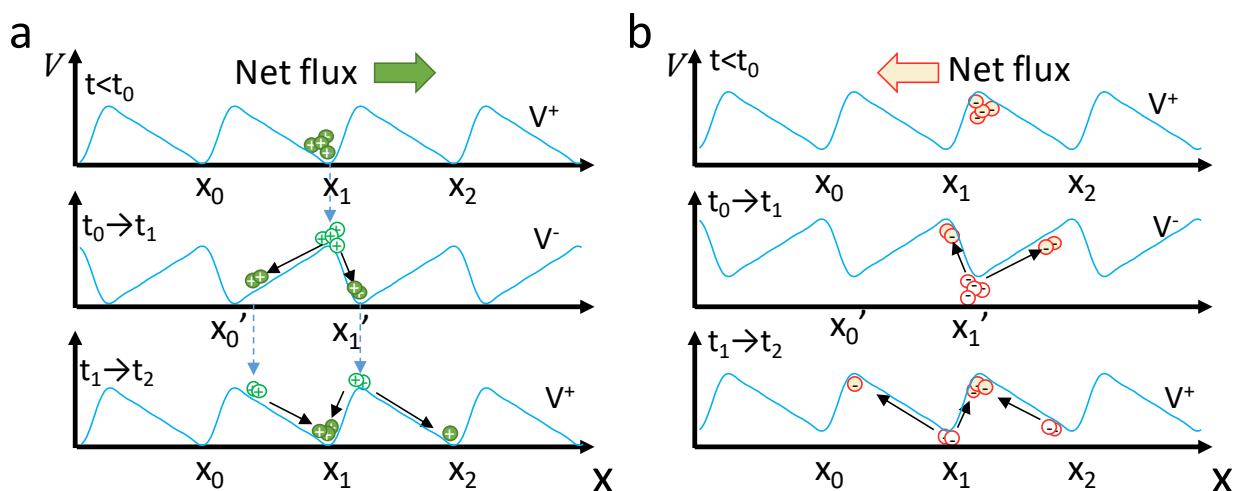 a
V
t<t0
Net flux
V+
x0 x1 x2
t0→t1
V-
x0’ x1’
t1→t2
V+
x0 x1 x2
X
b
V
t<t0
Net flux
V+
x0 x1 x2
t0→t1
V-
x0’ x1’
t1→t2
V+
x0 x1 x2
X